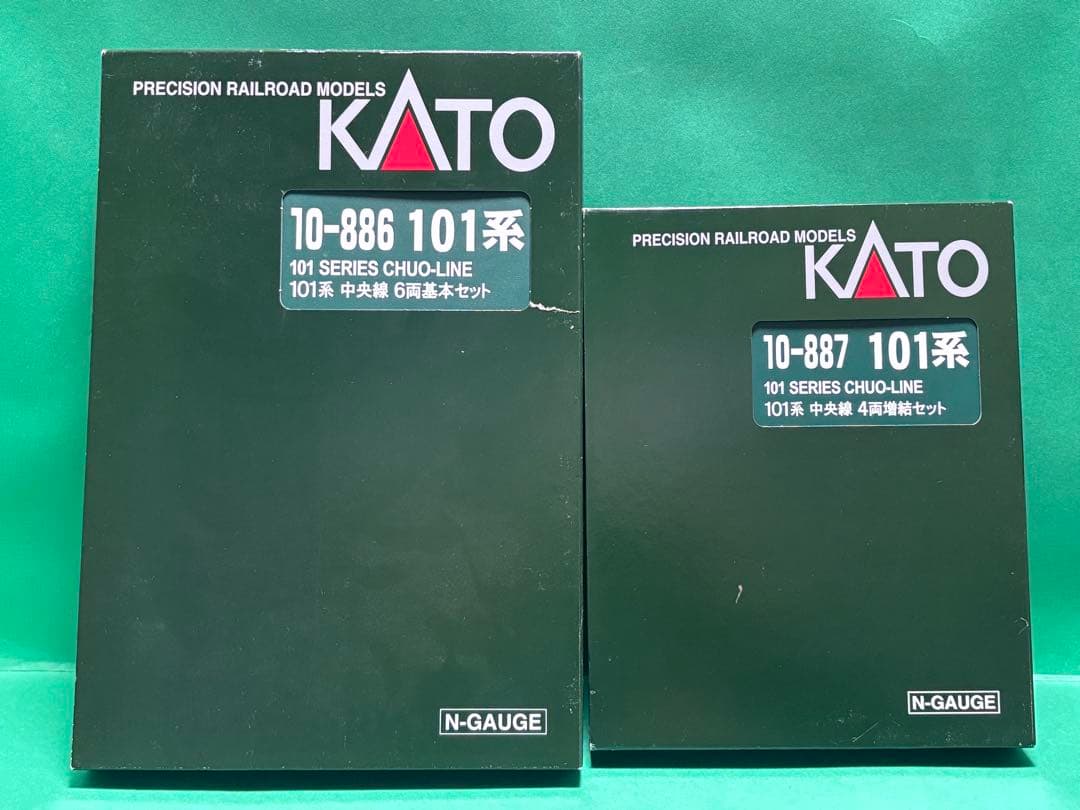 PRECISION RAILROAD MODELS
KATO
10-886 101系
101 SERIES CHUO-LINE
101系 中央線 6両基本セット
N-GAUGE
PRECISION RAILROAD MODELS
KATO
10-887 101系
101 SERIES CHUO-LINE
101系 中央線 4両増結セット
N-GAUGE